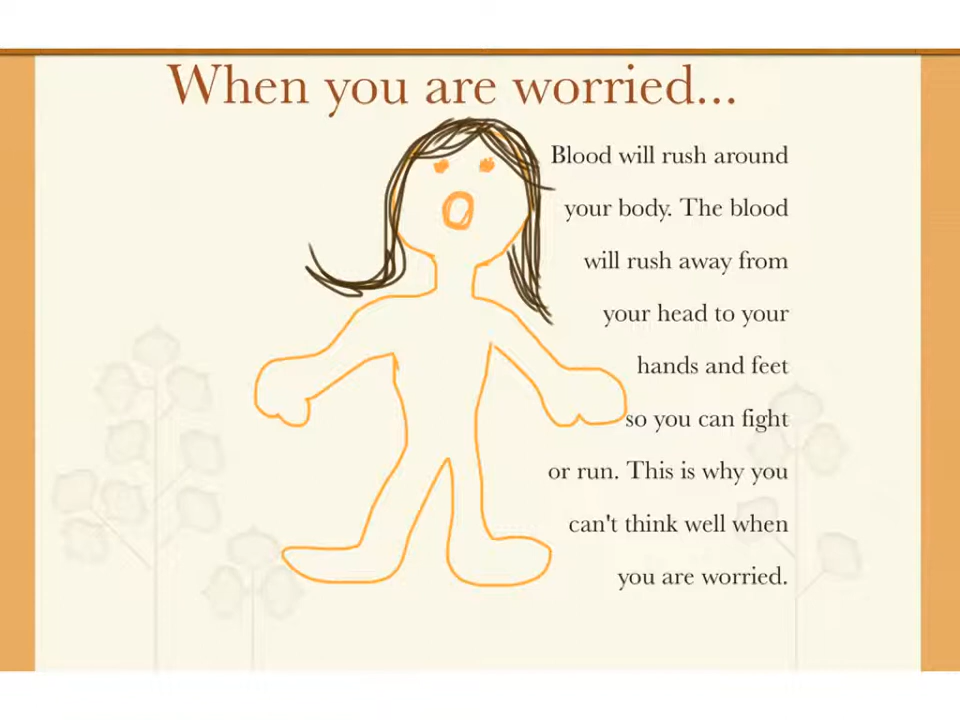 When you are worried...
Blood will rush around
your body. The blood
will rush away from
your head to your
hands and feet
so you can fight
or run. This is why you
can't think well when
you are worried.